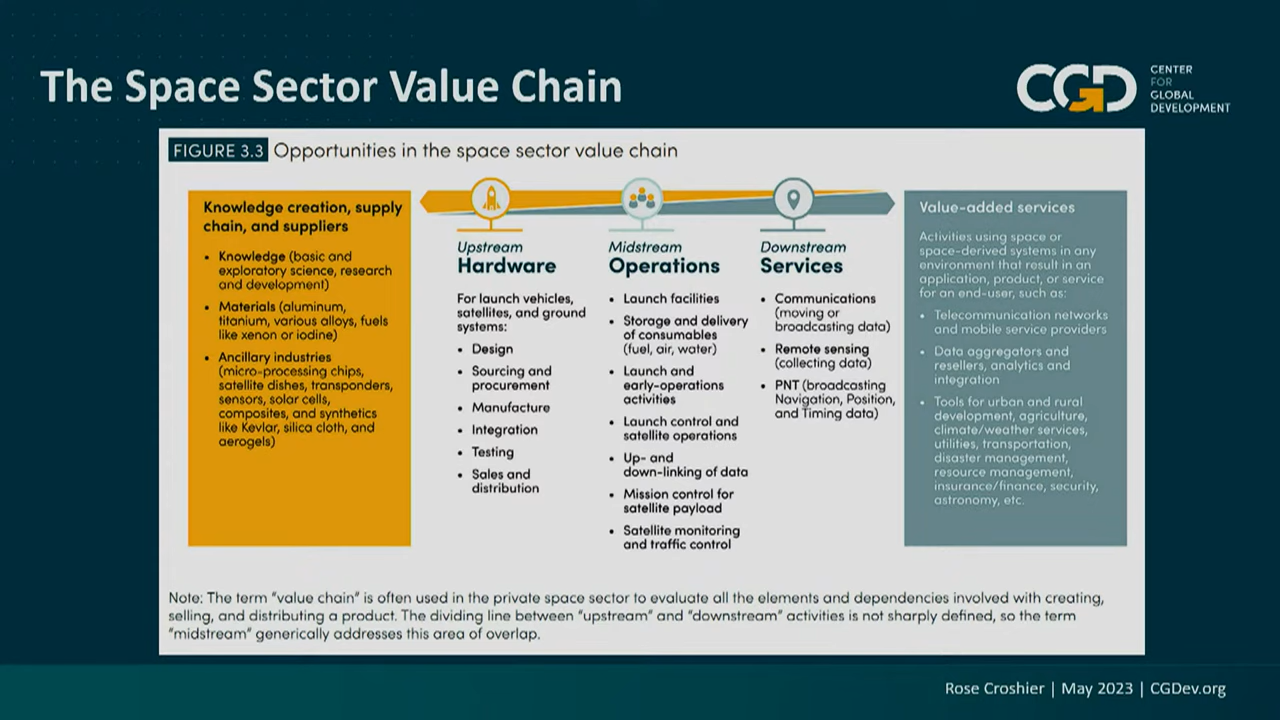 The Space Sector Value Chain
CGD
CENTER
FOR
GLOBAL
DEVELOPMENT
FIGURE 3.3 Opportunities in the space sector value chain
Knowledge creation, supply
chain, and suppliers
• Knowledge (basic and
exploratory science, research
and development)
• Materials (aluminum,
titanium, various alloys, fuels
like xenon or iodine)
• Ancillary industries
(micro-processing chips,
satellite dishes, transponders,
sensors, solar cells,
composites, and synthetics
like Kevlar, silica cloth, and
aerogels)
Upstream
Hardware
For launch vehicles,
satellites, and ground
systems:
• Design
• Sourcing and
procurement
• Manufacture
• Integration
• Testing
• Sales and
distribution
Midstream
Operations
• Launch facilities
• Storage and delivery
of consumables
(fuel, air, water)
• Launch and
early-operations
activities
• Launch control and
satellite operations
• Up- and
down-linking of data
• Mission control for
satellite payload
• Satellite monitoring
and traffic control
Downstream
Services
• Communications
(moving or
broadcasting data)
• Remote sensing
(collecting data)
• PNT (broadcasting
Navigation, Position,
and Timing data)
Value-added services
Activities using space or
space-derived systems in any
environment that result in an
application, product, or service
for an end-user, such as:
• Telecommunication networks
and mobile service providers
• Data aggregators and
resellers, analytics and
integration
• Tools for urban and rural
development, agriculture,
climate/weather services,
utilities, transportation,
disaster management,
resource management,
insurance/finance, security,
astronomy, etc.
Note: The term "value chain" is often used in the private space sector to evaluate all the elements and dependencies involved with creating,
selling, and distributing a product. The dividing line between "upstream" and "downstream" activities is not sharply defined, so the term
"midstream" generically addresses this area of overlap.
Rose Croshier | May 2023 | CGDev.org